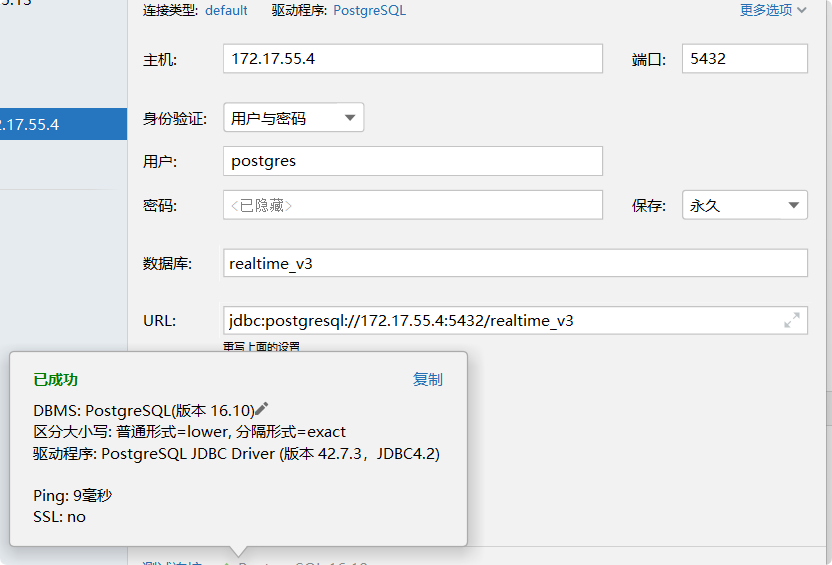 连接类型: default 驱动程序: PostgreSQL 更多选项
主机: 172.17.55.4 端口: 5432
2.17.55.4
身份验证: 用户与密码
用户: postgres
密码: <已隐藏> 保存: 永久
数据库: realtime_v3
URL: jdbc:postgresql://172.17.55.4:5432/realtime_v3
重写上面的设置
已成功 复制
DBMS: PostgreSQL(版本 16.10)
区分大小写: 普通形式=lower, 分隔形式=exact
驱动程序: PostgreSQL JDBC Driver (版本 42.7.3，JDBC4.2)
Ping: 9毫秒
SSL: no
测试连接 PostgreSQL 16.10